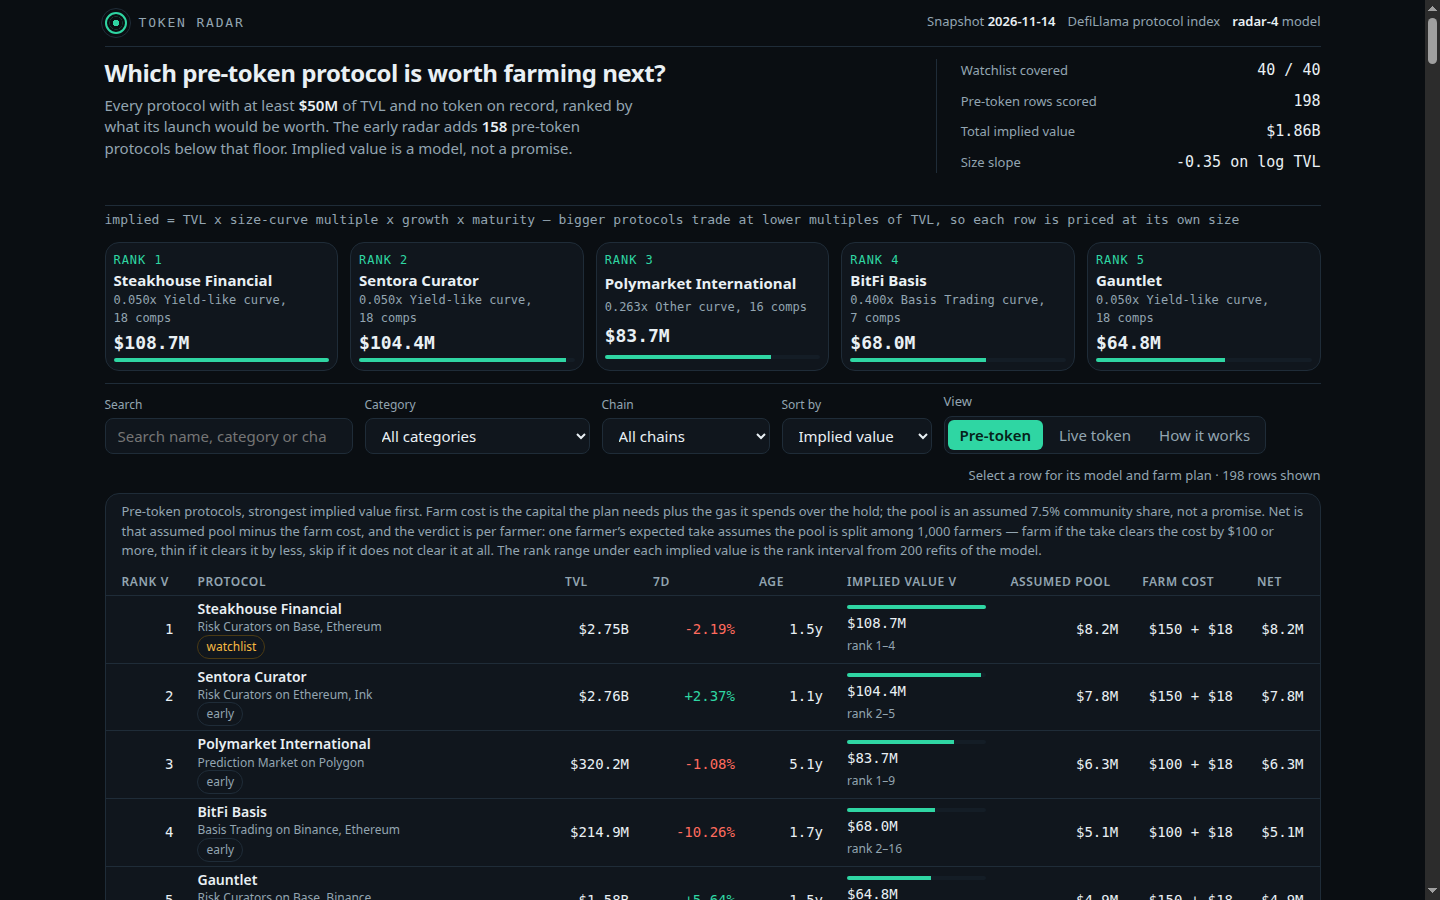 TOKEN RADAR
Snapshot 2026-11-14 DefiLlama protocol index radar-4 model
Which pre-token protocol is worth farming next?
Every protocol with at least $50M of TVL and no token on record, ranked by
what its launch would be worth. The early radar adds 158 pre-token
protocols below that floor. Implied value is a model, not a promise.
Watchlist covered 40 / 40
Pre-token rows scored 198
Total implied value $1.86B
Size slope -0.35 on log TVL
implied = TVL x size-curve multiple x growth x maturity — bigger protocols trade at lower multiples of TVL, so each row is priced at its own size
RANK 1
Steakhouse Financial
0.050x Yield-like curve,
18 comps
$108.7M
RANK 2
Sentora Curator
0.050x Yield-like curve,
18 comps
$104.4M
RANK 3
Polymarket International
0.263x Other curve, 16 comps
$83.7M
RANK 4
BitFi Basis
0.400x Basis Trading curve,
7 comps
$68.0M
RANK 5
Gauntlet
0.050x Yield-like curve,
18 comps
$64.8M
Search Category Chain Sort by View
Search name, category or cha All categories All chains Implied value Pre-token Live token How it works
Select a row for its model and farm plan · 198 rows shown
Pre-token protocols, strongest implied value first. Farm cost is the capital the plan needs plus the gas it spends over the hold; the pool is an assumed 7.5% community share, not a promise. Net is
that assumed pool minus the farm cost, and the verdict is per farmer: one farmer’s expected take assumes the pool is split among 1,000 farmers — farm if the take clears the cost by $100 or
more, thin if it clears it by less, skip if it does not clear it at all. The rank range under each implied value is the rank interval from 200 refits of the model.
RANK V PROTOCOL TVL 7D AGE IMPLIED VALUE V ASSUMED POOL FARM COST NET
Steakhouse Financial
Risk Curators on Base, Ethereum
watchlist
1 $2.75B -2.19% 1.5y $108.7M $8.2M $150 + $18 $8.2M
rank 1–4
Sentora Curator
Risk Curators on Ethereum, Ink
early
2 $2.76B +2.37% 1.1y $104.4M $7.8M $150 + $18 $7.8M
rank 2–5
Polymarket International
Prediction Market on Polygon
early
3 $320.2M -1.08% 5.1y $83.7M $6.3M $100 + $18 $6.3M
rank 1–9
BitFi Basis
Basis Trading on Binance, Ethereum
early
4 $214.9M -10.26% 1.7y $68.0M $5.1M $100 + $18 $5.1M
rank 2–16
Gauntlet
Risk Curators on Base, Binance
5 $1.58B +5.64% 1.5y $64.8M $4.9M $150 + $18 $4.9M